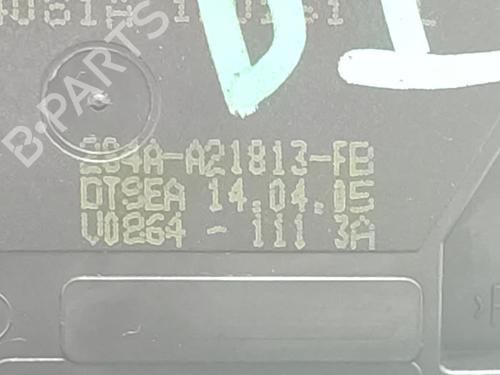 B-PARTS
2S4A-A21813-FB
DTSEA 14.04.05
V0264 - 111 3A